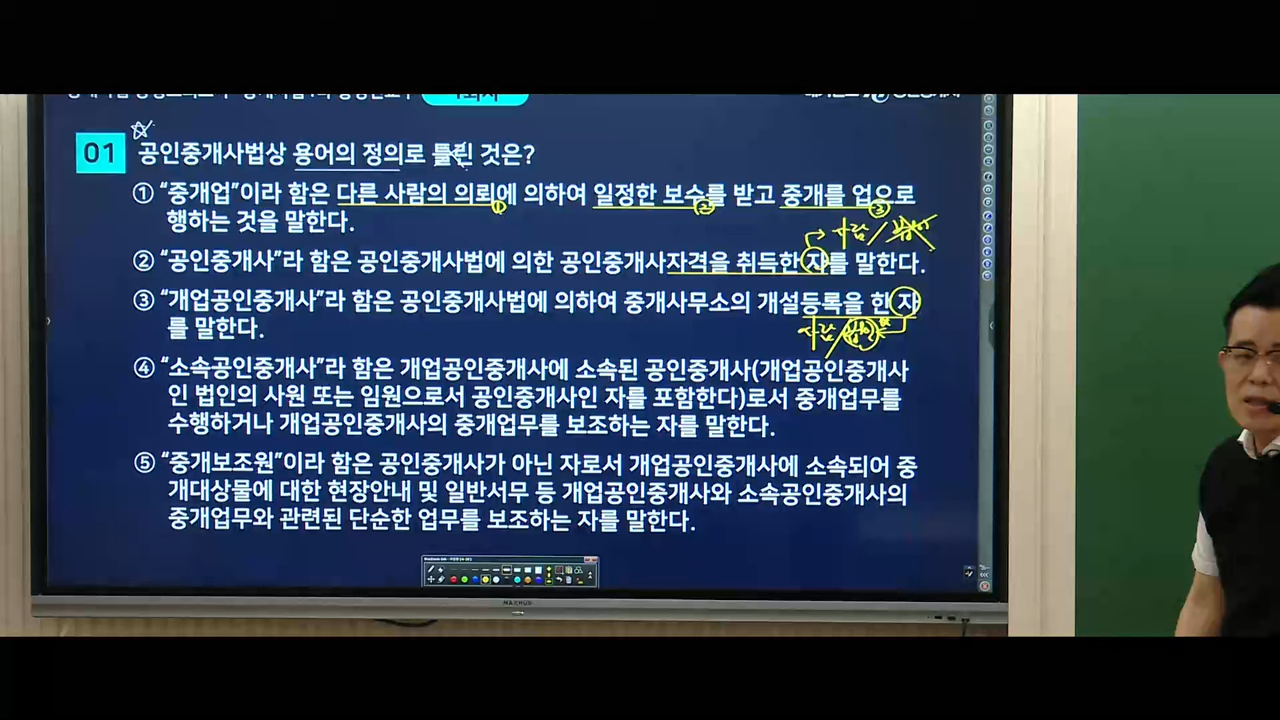 01 공인중개사법상 용어의 정의로 틀린 것은?
① “중개업”이라 함은 다른 사람의 의뢰에 의하여 일정한 보수를 받고 중개를 업으로
① ② ③
행하는 것을 말한다.
② “공인중개사”라 함은 공인중개사법에 의한 공인중개사자격을 취득한 자를 말한다.
③ “개업공인중개사”라 함은 공인중개사법에 의하여 중개사무소의 개설등록을 한 자
를 말한다.
④ “소속공인중개사”라 함은 개업공인중개사에 소속된 공인중개사(개업공인중개사
인 법인의 사원 또는 임원으로서 공인중개사인 자를 포함한다)로서 중개업무를
수행하거나 개업공인중개사의 중개업무를 보조하는 자를 말한다.
⑤ “중개보조원”이라 함은 공인중개사가 아닌 자로서 개업공인중개사에 소속되어 중
개대상물에 대한 현장안내 및 일반서무 등 개업공인중개사와 소속공인중개사의
중개업무와 관련된 단순한 업무를 보조하는 자를 말한다.